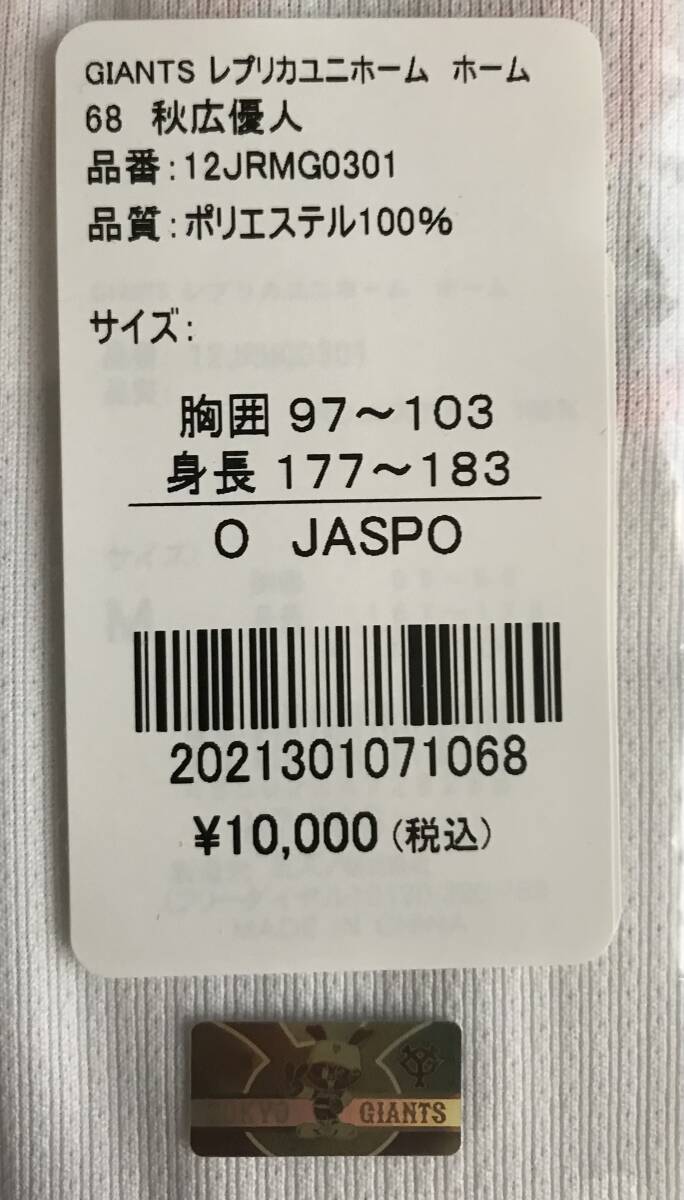 GIANTS レプリカユニホーム ホーム
68 秋広優人
品番:12JRMG0301
品質:ポリエステル100%
サイズ:
胸囲 97～103
身長 177～183
O JASPO
2021301071068
¥10,000(税込)
TOKYO GIANTS